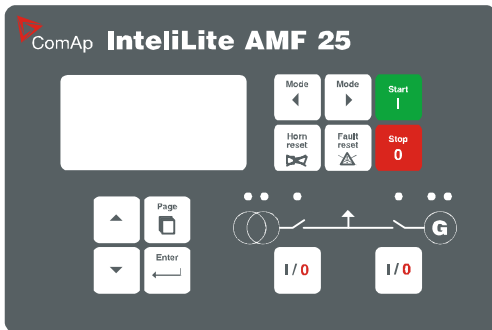 ComAp InteliLite AMF 25
Mode Mode Start
I
Horn reset Fault reset Stop
0
Page
Enter
G
I/0 I/0